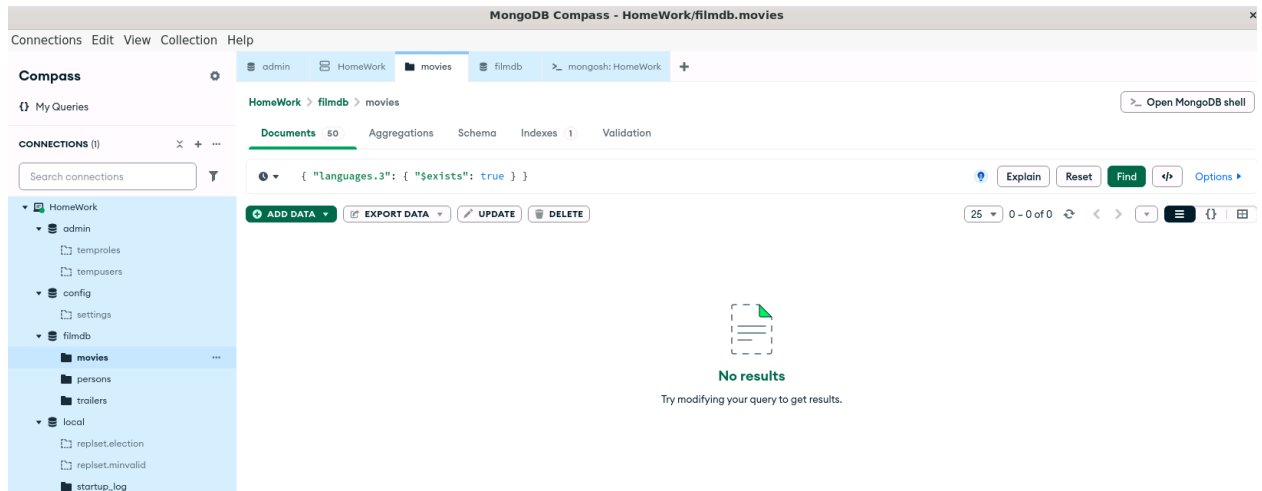 MongoDB Compass - HomeWork/filmdb.movies ×
Connections Edit View Collection Help
Compass
admin HomeWork movies filmdb >_ mongosh: HomeWork +
{} My Queries
HomeWork > filmdb > movies >_ Open MongoDB shell
CONNECTIONS (1) + ...
Documents 50 Aggregations Schema Indexes 1 Validation
Search connections
{ "languages.3": { "$exists": true } } Explain Reset Find </> Options
HomeWork
ADD DATA EXPORT DATA UPDATE DELETE 25 0 – 0 of 0 < > {}
admin
temproles
tempusers
config
settings
filmdb
movies ...
persons
trailers
local
replset.election
replset.minvalid
startup_log
No results
Try modifying your query to get results.